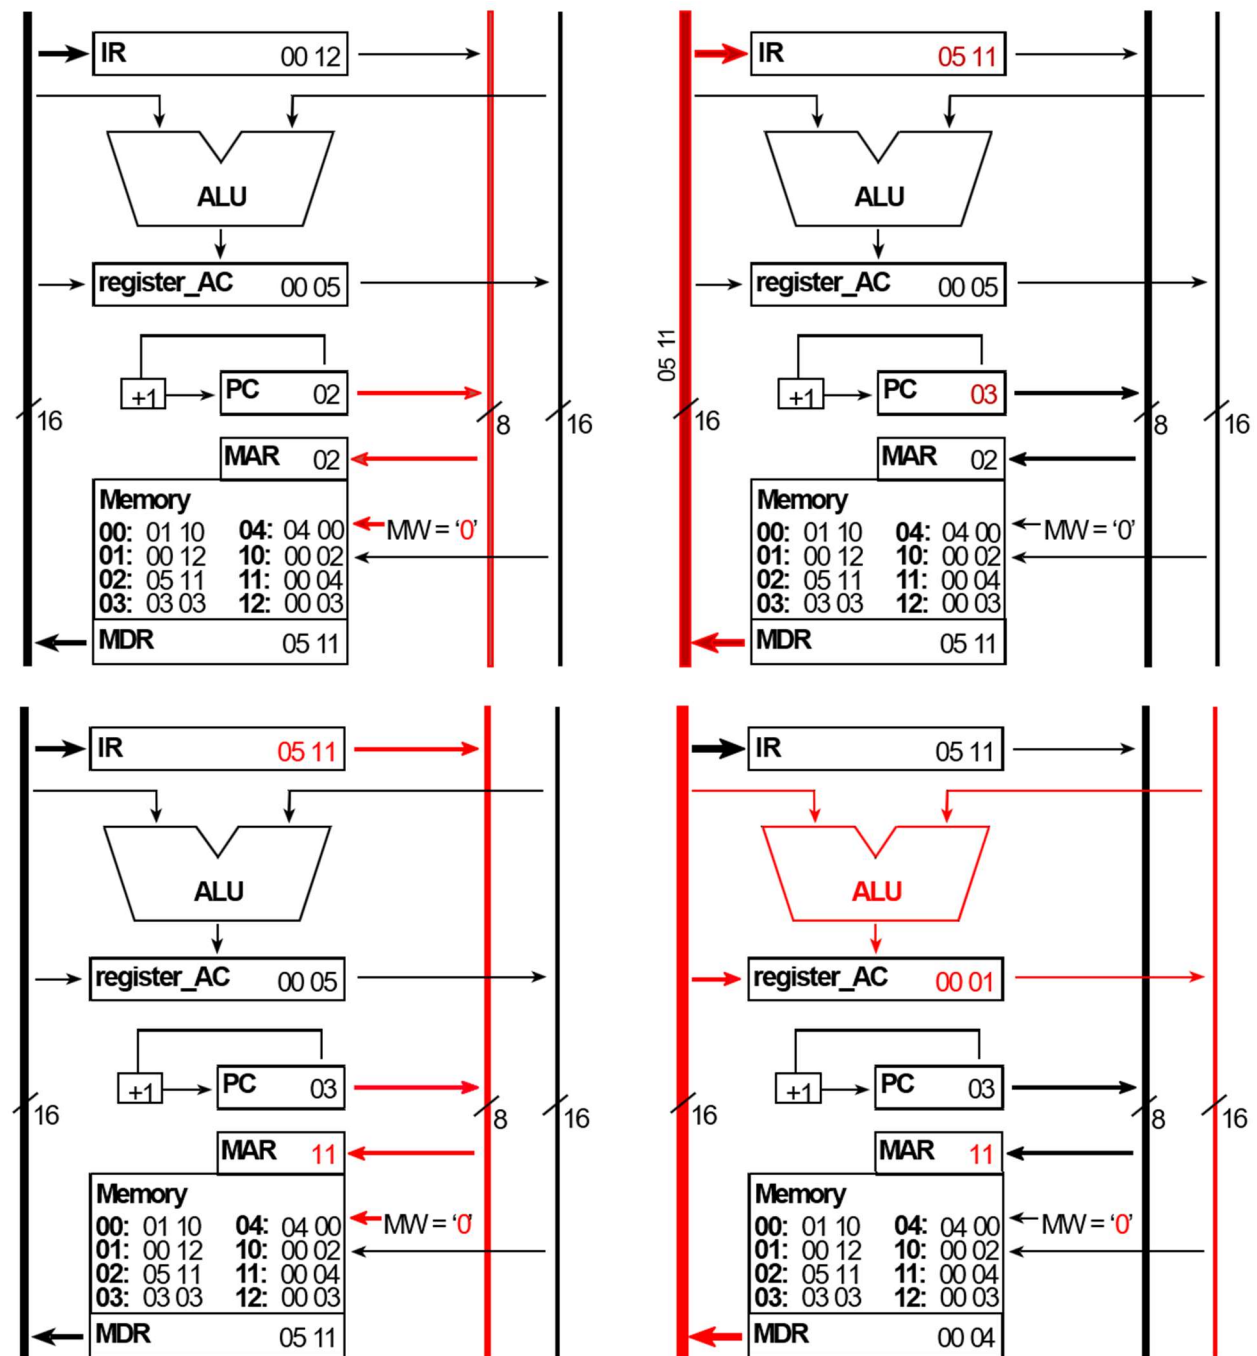 IR 00 12
ALU
register_AC 00 05
+1 PC 02
16 8 16
MAR 02
Memory
00: 01 10 04: 04 00 MW = ‘0’
01: 00 12 10: 00 02
02: 05 11 11: 00 04
03: 03 03 12: 00 03
MDR 05 11
IR 05 11
ALU
register_AC 00 05
05 11
+1 PC 03
16 8 16
MAR 02
Memory
00: 01 10 04: 04 00 MW = ‘0’
01: 00 12 10: 00 02
02: 05 11 11: 00 04
03: 03 03 12: 00 03
MDR 05 11
IR 05 11
ALU
register_AC 00 05
+1 PC 03
16 8 16
MAR 11
Memory
00: 01 10 04: 04 00 MW = ‘0’
01: 00 12 10: 00 02
02: 05 11 11: 00 04
03: 03 03 12: 00 03
MDR 05 11
IR 05 11
ALU
register_AC 00 01
+1 PC 03
16 8 16
MAR 11
Memory
00: 01 10 04: 04 00 MW = ‘0’
01: 00 12 10: 00 02
02: 05 11 11: 00 04
03: 03 03 12: 00 03
MDR 00 04